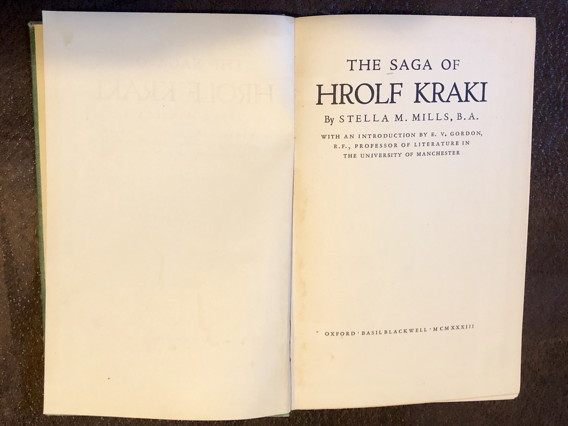 THE SAGA OF
HROLF KRAKI
By STELLA M. MILLS, B.A.
WITH AN INTRODUCTION BY E. V. GORDON,
R.F., PROFESSOR OF LITERATURE IN
THE UNIVERSITY OF MANCHESTER
OXFORD · BASIL BLACKWELL · MCMXXXIII